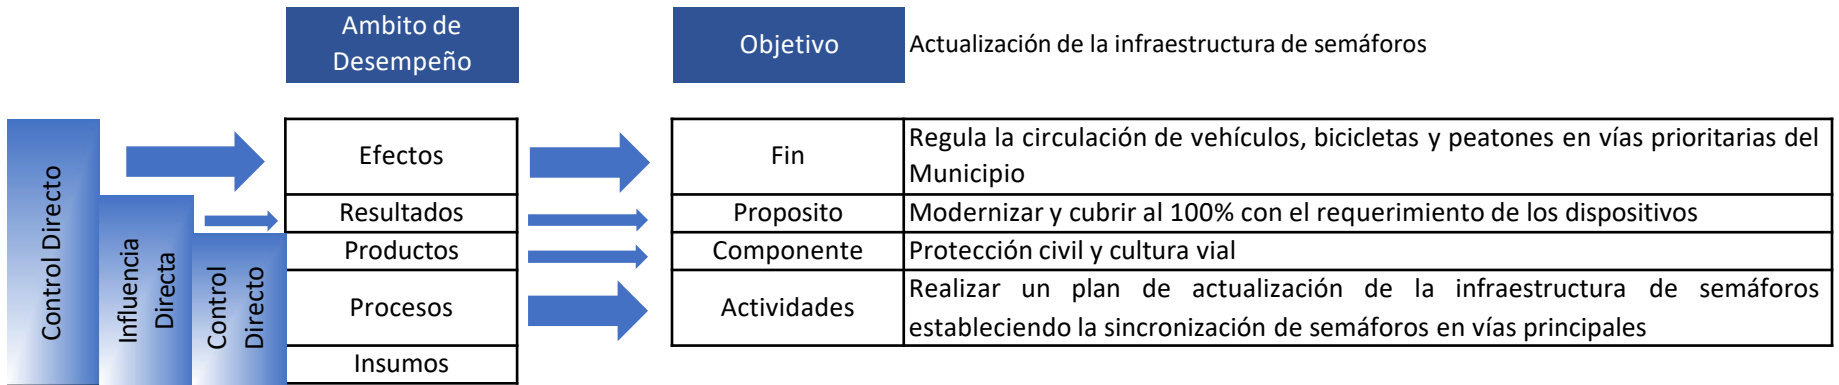 Ambito de
Desempeño
Objetivo
Actualización de la infraestructura de semáforos
Control Directo
Influencia
Directa
Control
Directo
Efectos
Fin
Regula la circulación de vehículos, bicicletas y peatones en vías prioritarias del
Municipio
Resultados
Proposito
Modernizar y cubrir al 100% con el requerimiento de los dispositivos
Productos
Componente
Protección civil y cultura vial
Procesos
Actividades
Realizar un plan de actualización de la infraestructura de semáforos
estableciendo la sincronización de semáforos en vías principales
Insumos